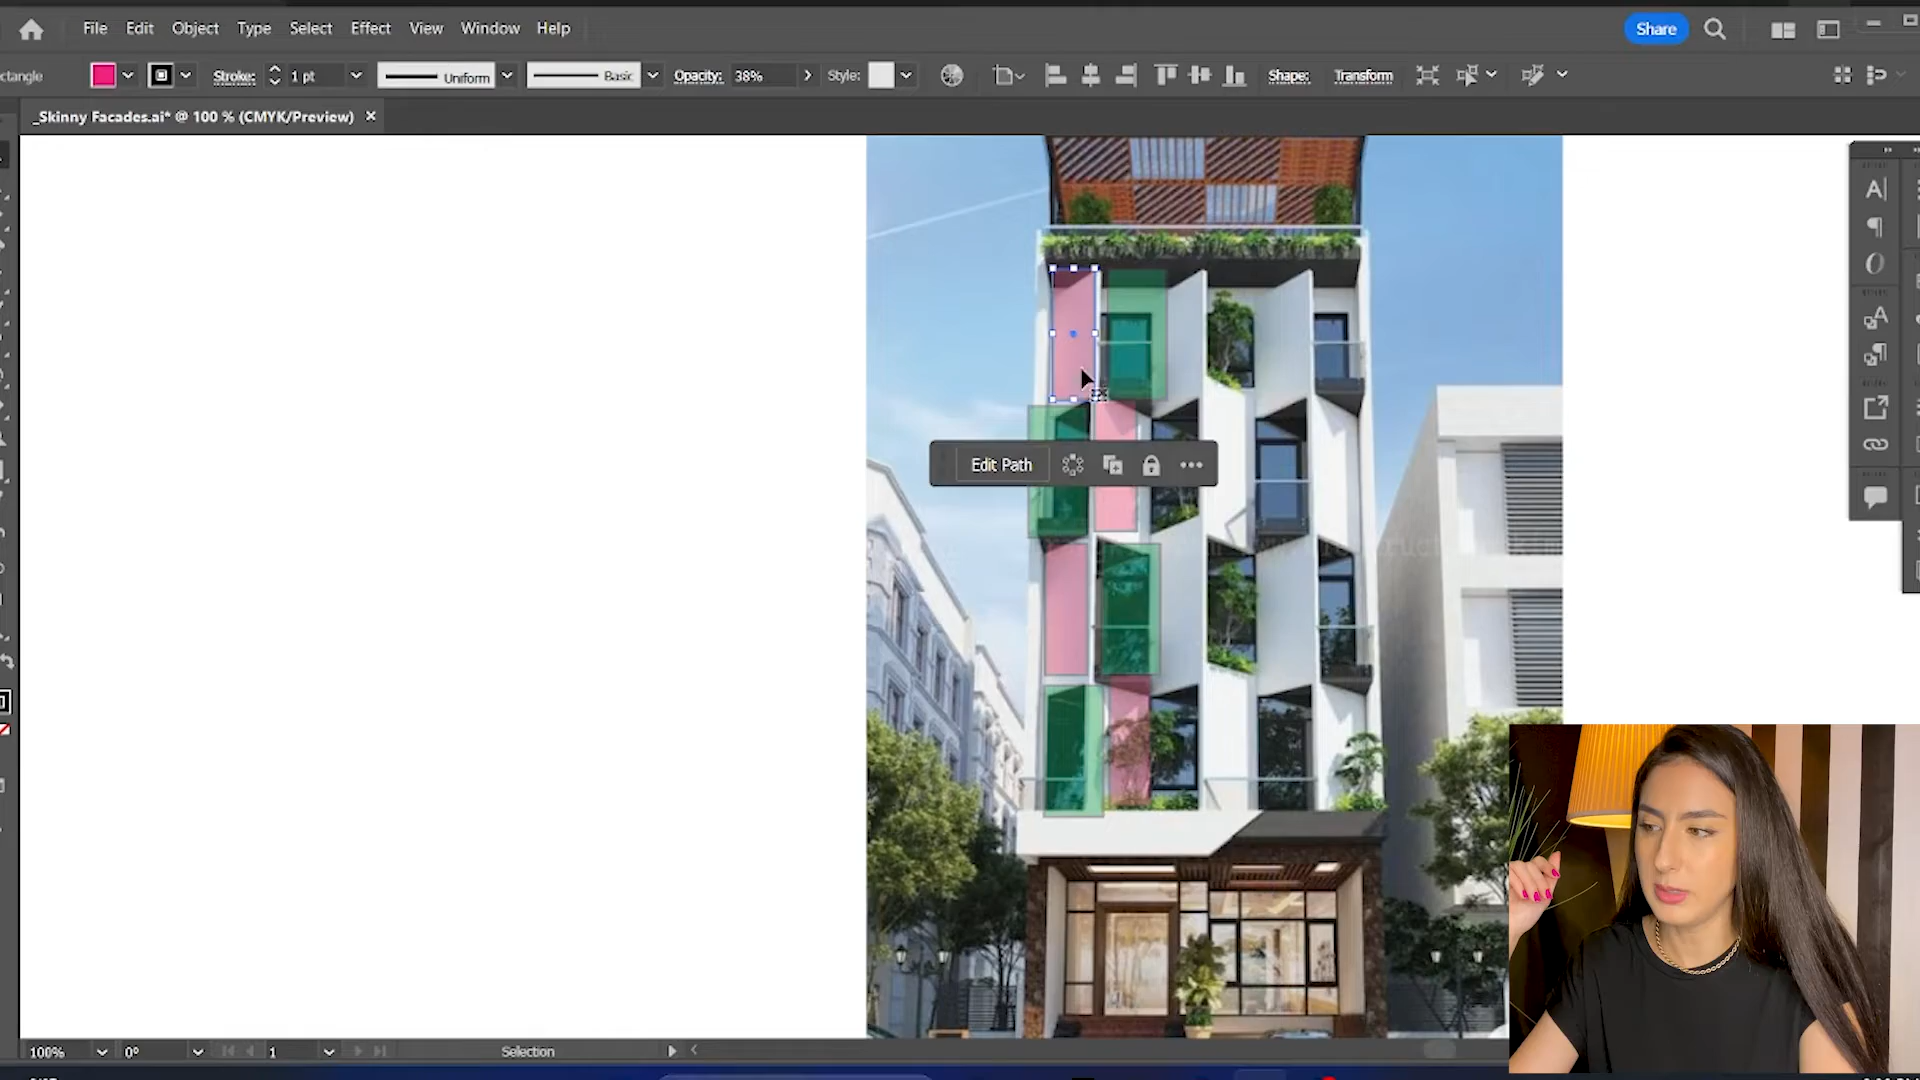 File Edit Object Type Select Effect View Window Help
Share
ctangle
Stroke: 1 pt
Uniform
Basic
Opacity: 38%
Style:
Shape:
Transform
_Skinny Facades.ai* @ 100 % (CMYK/Preview)
Edit Path
100%
0°
1
Selection